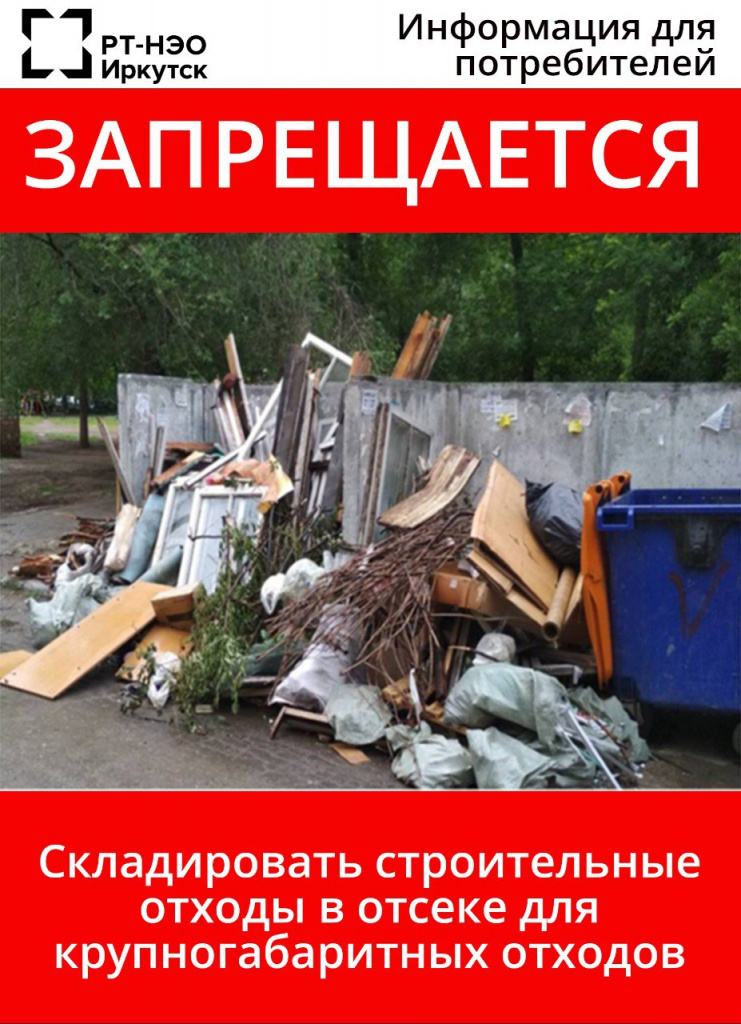 РТ-НЭО
Иркутск
Информация для
потребителей
ЗАПРЕЩАЕТСЯ
Складировать строительные
отходы в отсеке для
крупногабаритных отходов